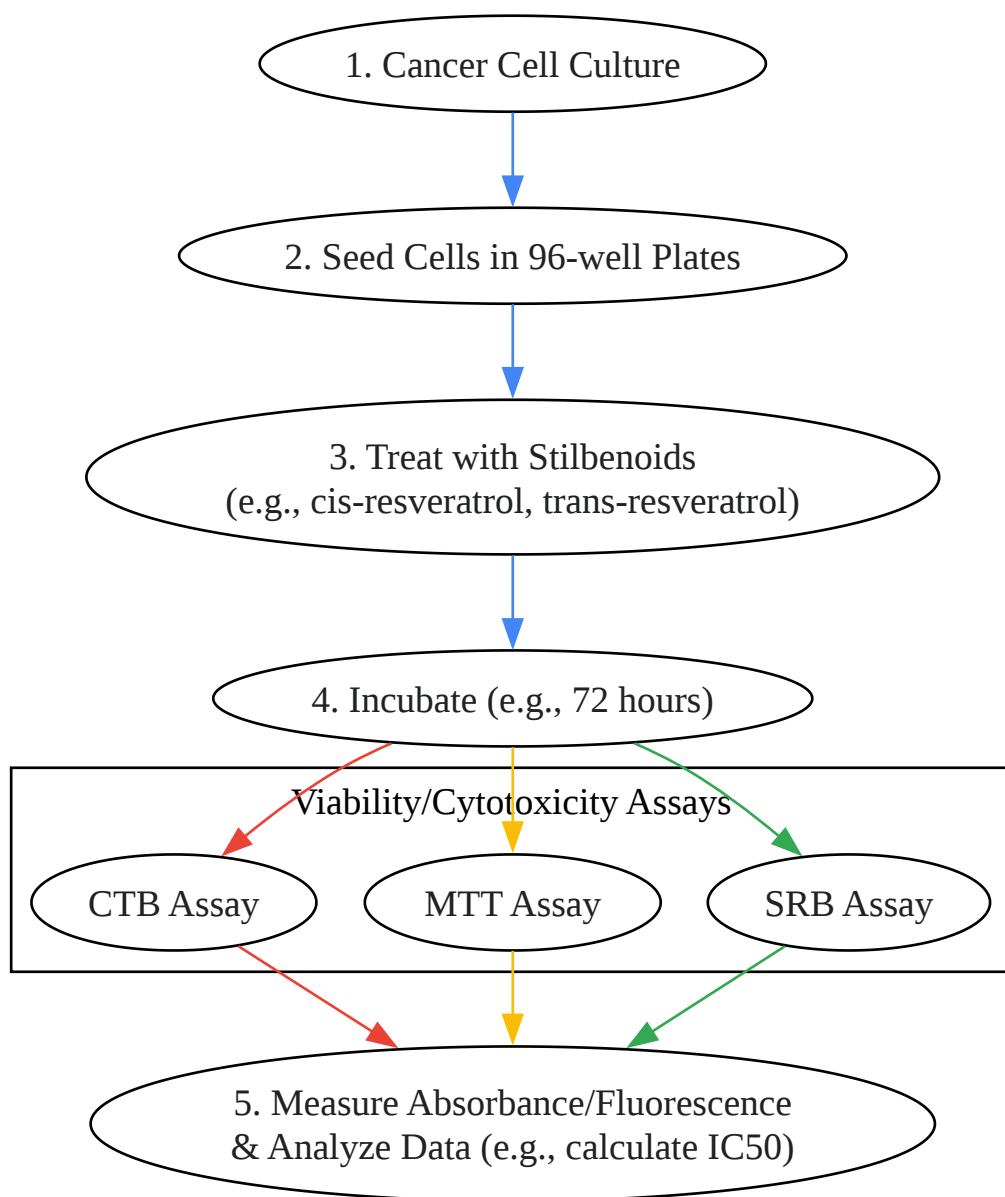 1. Cancer Cell Culture
2. Seed Cells in 96-well Plates
3. Treat with Stilbenoids
(e.g., cis-resveratrol, trans-resveratrol)
4. Incubate (e.g., 72 hours)
Viability/Cytotoxicity Assays
CTB Assay
MTT Assay
SRB Assay
5. Measure Absorbance/Fluorescence
& Analyze Data (e.g., calculate IC50)